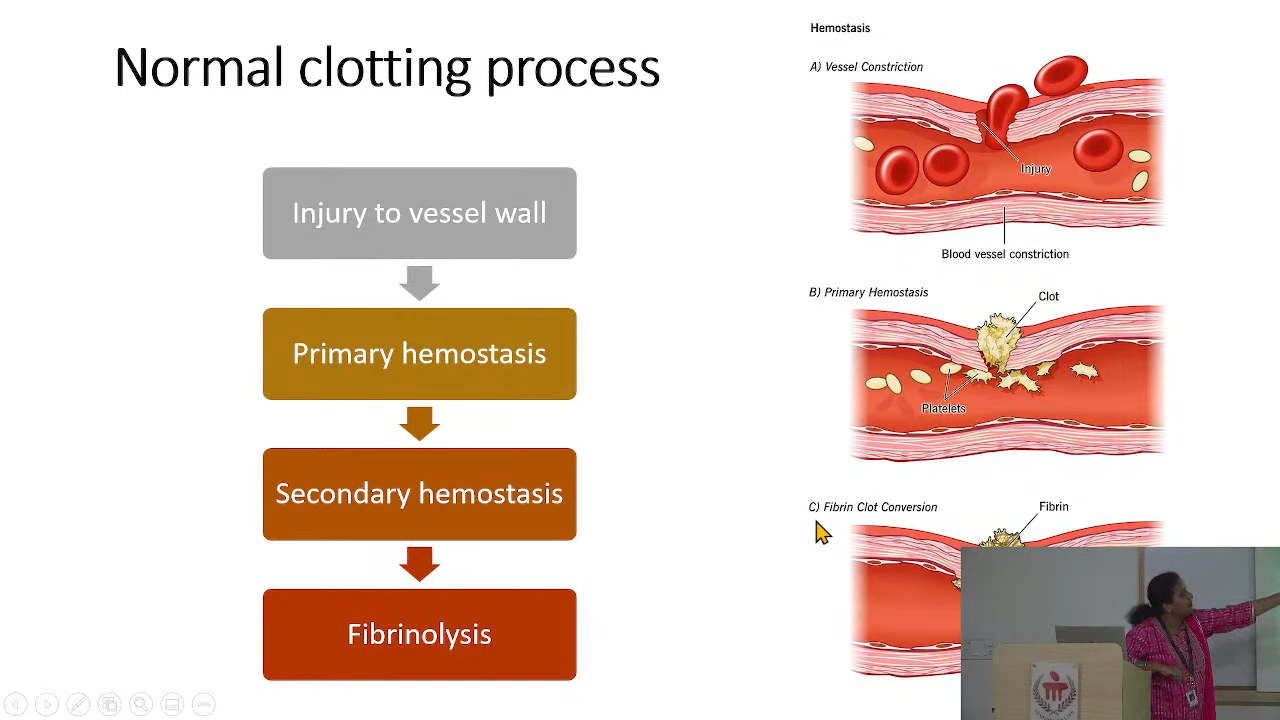 Normal clotting process
Injury to vessel wall
Primary hemostasis
Secondary hemostasis
Fibrinolysis
Hemostasis
A) Vessel Constriction
Injury
Blood vessel constriction
B) Primary Hemostasis
Clot
Platelets
C) Fibrin Clot Conversion
Fibrin